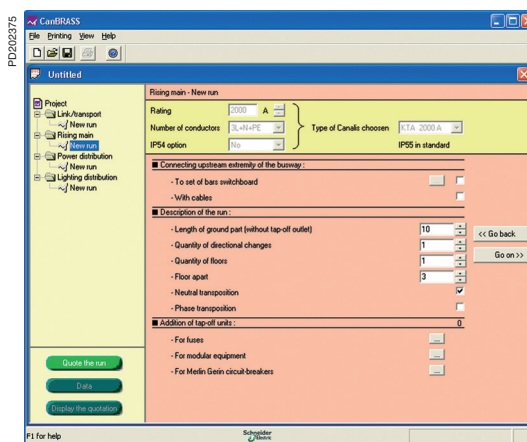 PD202375
CanBRASS
File Printing View Help
Untitled
Project
Link/transport
New run
Rising main
New run
Power distribution
New run
Lighting distribution
New run
Quote the run
Data
Display the quotation
Rising main - New run
Rating 2000 A
Number of conductors 3L+N+PE Type of Canalis choosen KTA 2000 A
IP54 option No IP55 in standard
Connecting upstream extremity of the busway :
- To set of bars switchboard ...
- With cables
Description of the run :
- Length of ground part (without tap-off outlet) 10
- Quantity of directional changes 1
- Quantity of floors 1
- Floor apart 3
- Neutral transposition
- Phase transposition
Addition of tap-off units : 0
- For fuses ...
- For modular equipment ...
- For Merlin Gerin circuit-breakers ...
<< Go back
Go on >>
F1 for help
Schneider Electric